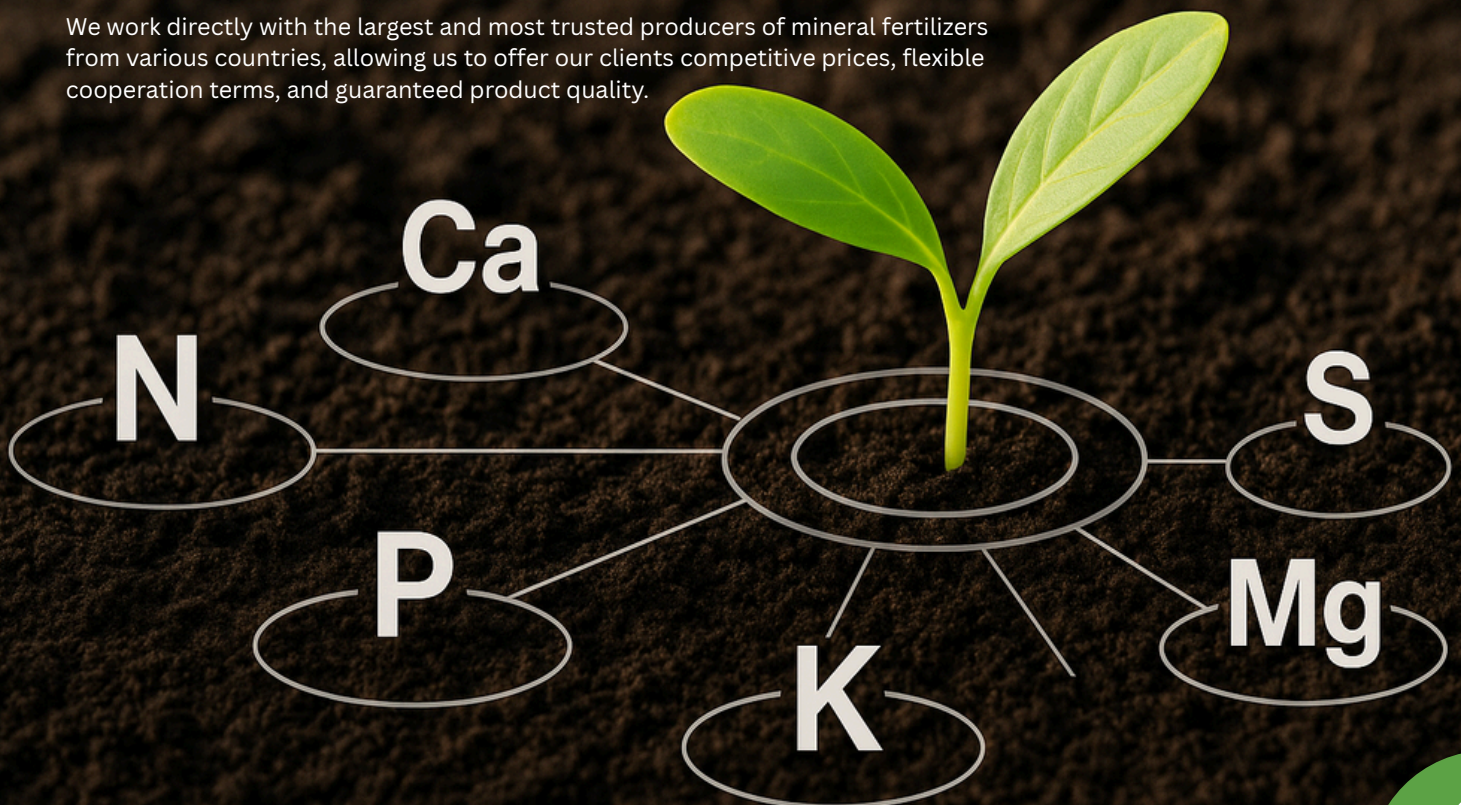 We work directly with the largest and most trusted producers of mineral fertilizers
from various countries, allowing us to offer our clients competitive prices, flexible
cooperation terms, and guaranteed product quality.
Ca
N
S
P
Mg
K